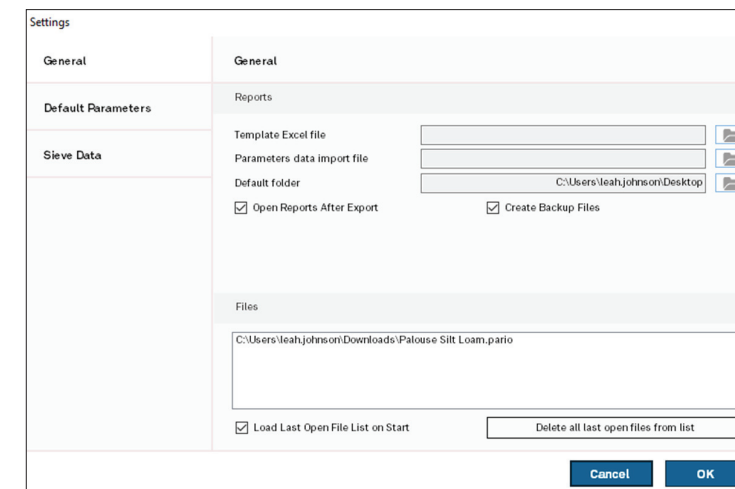 Settings
General
Default Parameters
Sieve Data
General
Reports
Template Excel file
Parameters data import file
Default folder C:\Users\leah.johnson\Desktop
Open Reports After Export Create Backup Files
Files
C:\Users\leah.johnson\Downloads\Palouse Silt Loam.pario
Load Last Open File List on Start Delete all last open files from list
Cancel OK